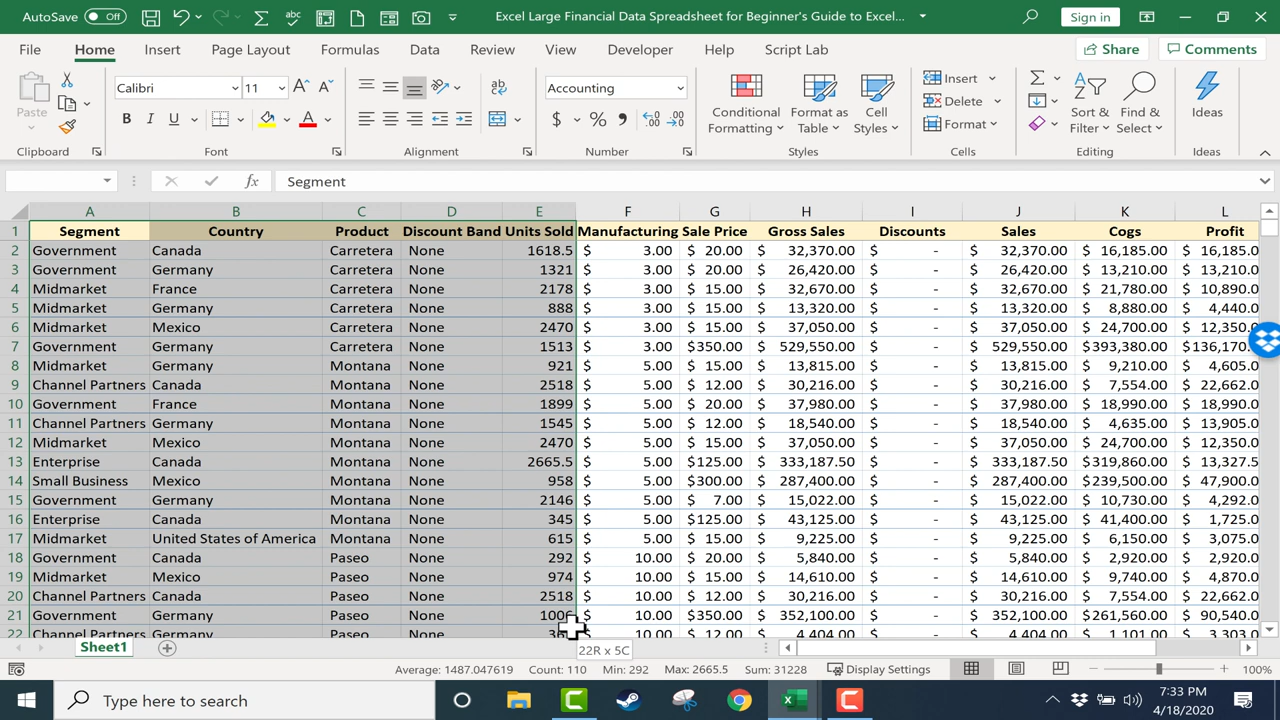 AutoSave Off Excel Large Financial Data Spreadsheet for Beginner's Guide to Excel... Sign in
File Home Insert Page Layout Formulas Data Review View Developer Help Script Lab Share Comments
Calibri 11 A A Accounting Insert
Paste B I U A $ % Conditional Formatting Format as Table Cell Styles Delete Format Sort & Filter Find & Select Ideas
Clipboard Font Alignment Number Styles Cells Editing Ideas
fx Segment
A B C D E F G H I J K L
1 Segment Country Product Discount Band Units Sold Manufacturing Sale Price Gross Sales Discounts Sales Cogs Profit
2 Government Canada Carretera None 1618.5 $ 3.00 $ 20.00 $ 32,370.00 $ - $ 32,370.00 $ 16,185.00 $ 16,185.0
3 Government Germany Carretera None 1321 $ 3.00 $ 20.00 $ 26,420.00 $ - $ 26,420.00 $ 13,210.00 $ 13,210.0
4 Midmarket France Carretera None 2178 $ 3.00 $ 15.00 $ 32,670.00 $ - $ 32,670.00 $ 21,780.00 $ 10,890.0
5 Midmarket Germany Carretera None 888 $ 3.00 $ 15.00 $ 13,320.00 $ - $ 13,320.00 $ 8,880.00 $ 4,440.0
6 Midmarket Mexico Carretera None 2470 $ 3.00 $ 15.00 $ 37,050.00 $ - $ 37,050.00 $ 24,700.00 $ 12,350.0
7 Government Germany Carretera None 1513 $ 3.00 $350.00 $ 529,550.00 $ - $ 529,550.00 $393,380.00 $136,170.
8 Midmarket Germany Montana None 921 $ 5.00 $ 15.00 $ 13,815.00 $ - $ 13,815.00 $ 9,210.00 $ 4,605.0
9 Channel Partners Canada Montana None 2518 $ 5.00 $ 12.00 $ 30,216.00 $ - $ 30,216.00 $ 7,554.00 $ 22,662.0
10 Government France Montana None 1899 $ 5.00 $ 20.00 $ 37,980.00 $ - $ 37,980.00 $ 18,990.00 $ 18,990.0
11 Channel Partners Germany Montana None 1545 $ 5.00 $ 12.00 $ 18,540.00 $ - $ 18,540.00 $ 4,635.00 $ 13,905.0
12 Midmarket Mexico Montana None 2470 $ 5.00 $ 15.00 $ 37,050.00 $ - $ 37,050.00 $ 24,700.00 $ 12,350.0
13 Enterprise Canada Montana None 2665.5 $ 5.00 $125.00 $ 333,187.50 $ - $ 333,187.50 $319,860.00 $ 13,327.5
14 Small Business Mexico Montana None 958 $ 5.00 $300.00 $ 287,400.00 $ - $ 287,400.00 $239,500.00 $ 47,900.0
15 Government Germany Montana None 2146 $ 5.00 $ 7.00 $ 15,022.00 $ - $ 15,022.00 $ 10,730.00 $ 4,292.0
16 Enterprise Canada Montana None 345 $ 5.00 $125.00 $ 43,125.00 $ - $ 43,125.00 $ 41,400.00 $ 1,725.0
17 Midmarket United States of America Montana None 615 $ 5.00 $ 15.00 $ 9,225.00 $ - $ 9,225.00 $ 6,150.00 $ 3,075.0
18 Government Canada Paseo None 292 $ 10.00 $ 20.00 $ 5,840.00 $ - $ 5,840.00 $ 2,920.00 $ 2,920.0
19 Midmarket Mexico Paseo None 974 $ 10.00 $ 15.00 $ 14,610.00 $ - $ 14,610.00 $ 9,740.00 $ 4,870.0
20 Channel Partners Canada Paseo None 2518 $ 10.00 $ 12.00 $ 30,216.00 $ - $ 30,216.00 $ 7,554.00 $ 22,662.0
21 Government Germany Paseo None 1006 $ 10.00 $350.00 $ 352,100.00 $ - $ 352,100.00 $261,560.00 $ 90,540.0
22 Channel Partners Germany Paseo None $ 10.00 $ 12.00 $ 4,404.00 $ - $ 4,404.00 $ 1,101.00 $ 3,303.0
22R x 5C
Sheet1
Average: 1487.047619 Count: 110 Min: 292 Max: 2665.5 Sum: 31228 Display Settings 100%
Type here to search 7:33 PM
4/18/2020